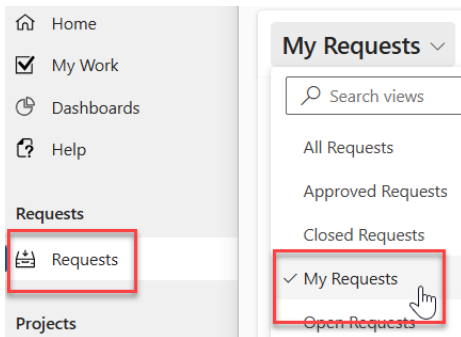 Home
My Work
Dashboards
Help
Requests
Requests
Projects
My Requests
Search views
All Requests
Approved Requests
Closed Requests
My Requests
Open Requests